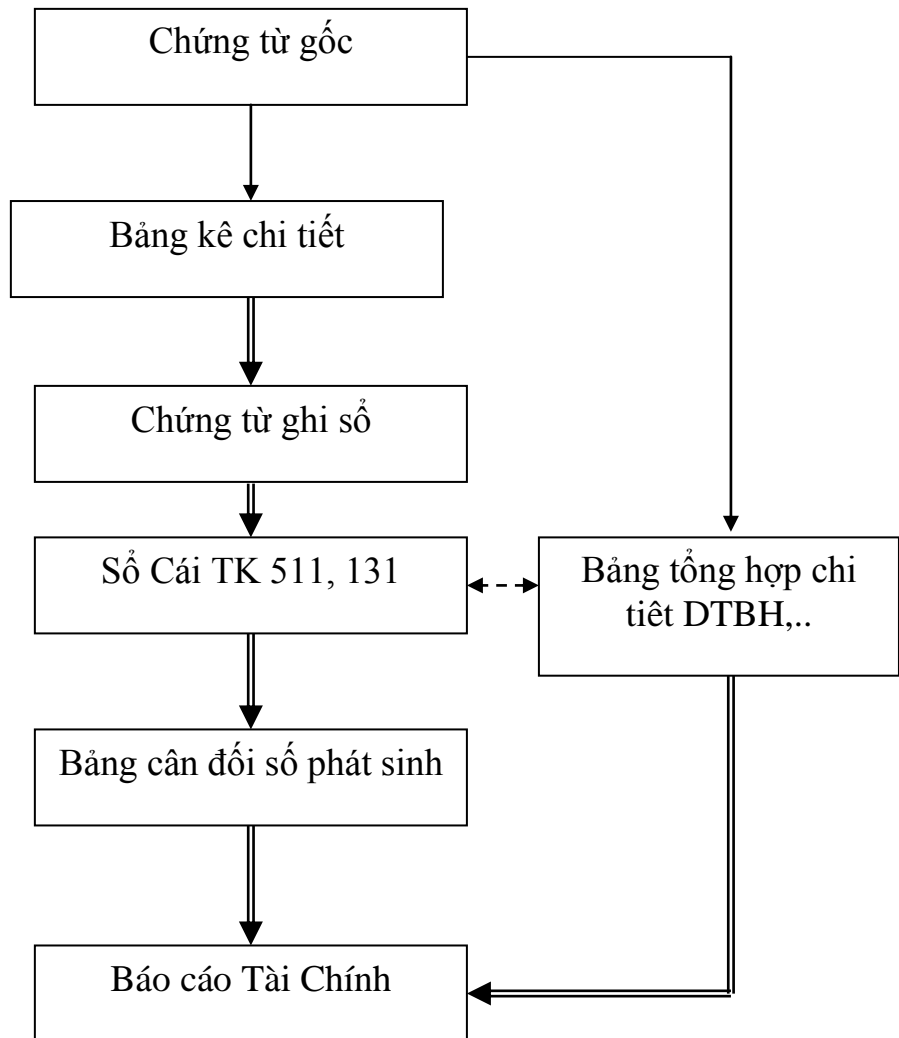 Chứng từ gốc
Bảng kê chi tiết
Chứng từ ghi sổ
Sổ Cái TK 511, 131
Bảng tổng hợp chi
tiêt DTBH,..
Bảng cân đối số phát sinh
Báo cáo Tài Chính